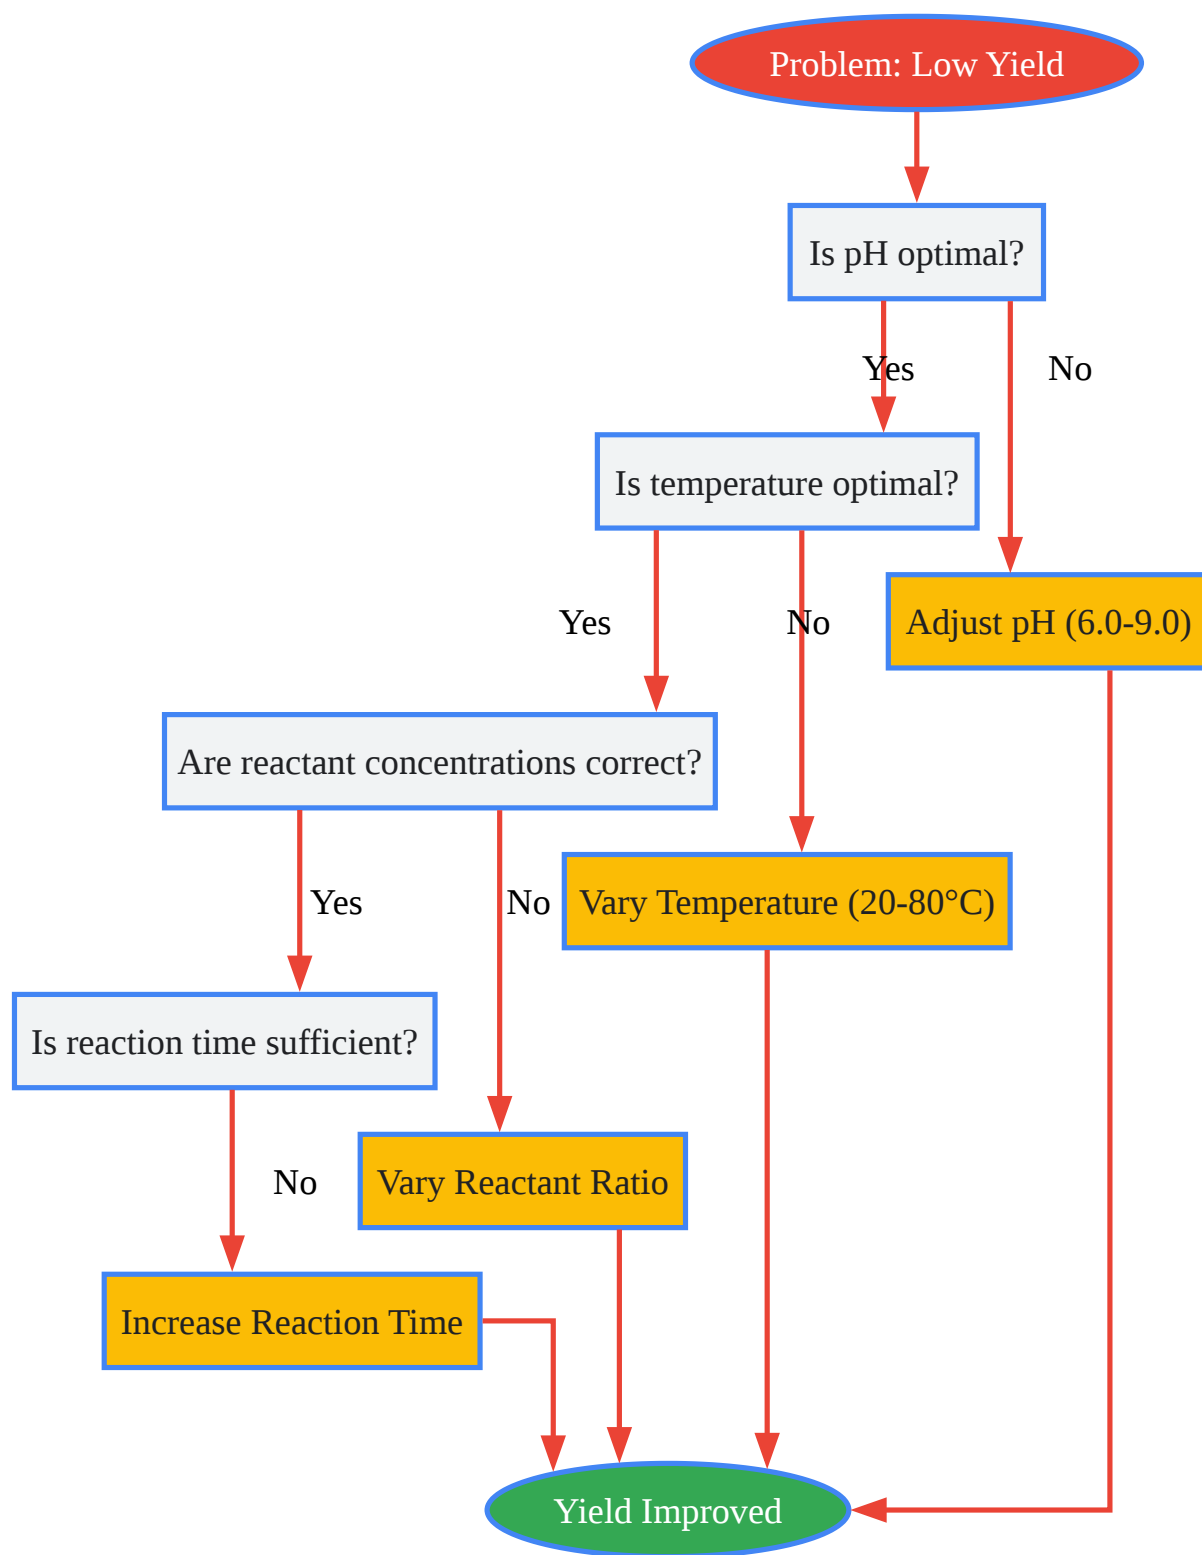 Problem: Low Yield
Is pH optimal?
Yes
No
Is temperature optimal?
Yes
No
Adjust pH (6.0-9.0)
Are reactant concentrations correct?
Yes
No
Vary Temperature (20-80°C)
Is reaction time sufficient?
No
Vary Reactant Ratio
Increase Reaction Time
Yield Improved